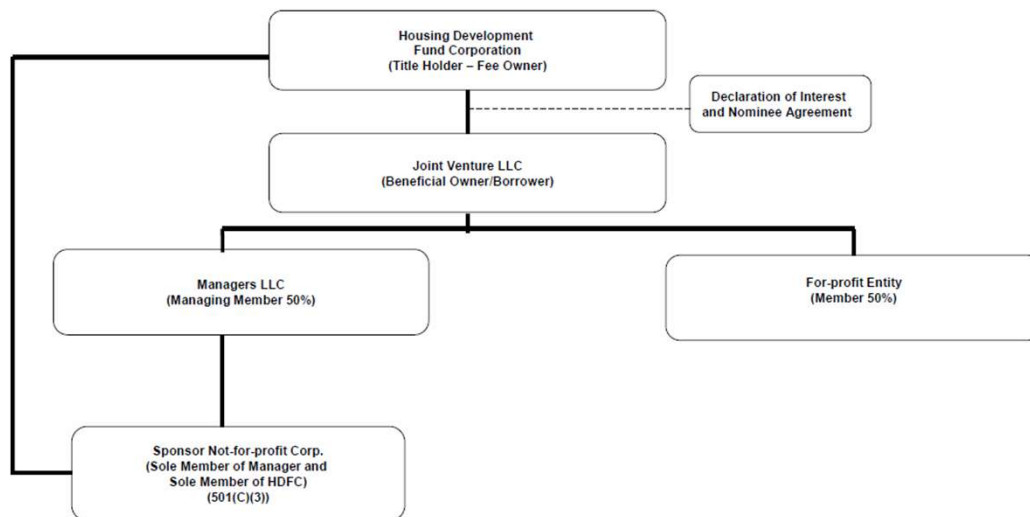 Housing Development
Fund Corporation
(Title Holder – Fee Owner)
Declaration of Interest
and Nominee Agreement
Joint Venture LLC
(Beneficial Owner/Borrower)
Managers LLC
(Managing Member 50%)
For-profit Entity
(Member 50%)
Sponsor Not-for-profit Corp.
(Sole Member of Manager and
Sole Member of HDFC)
(501(C)(3))